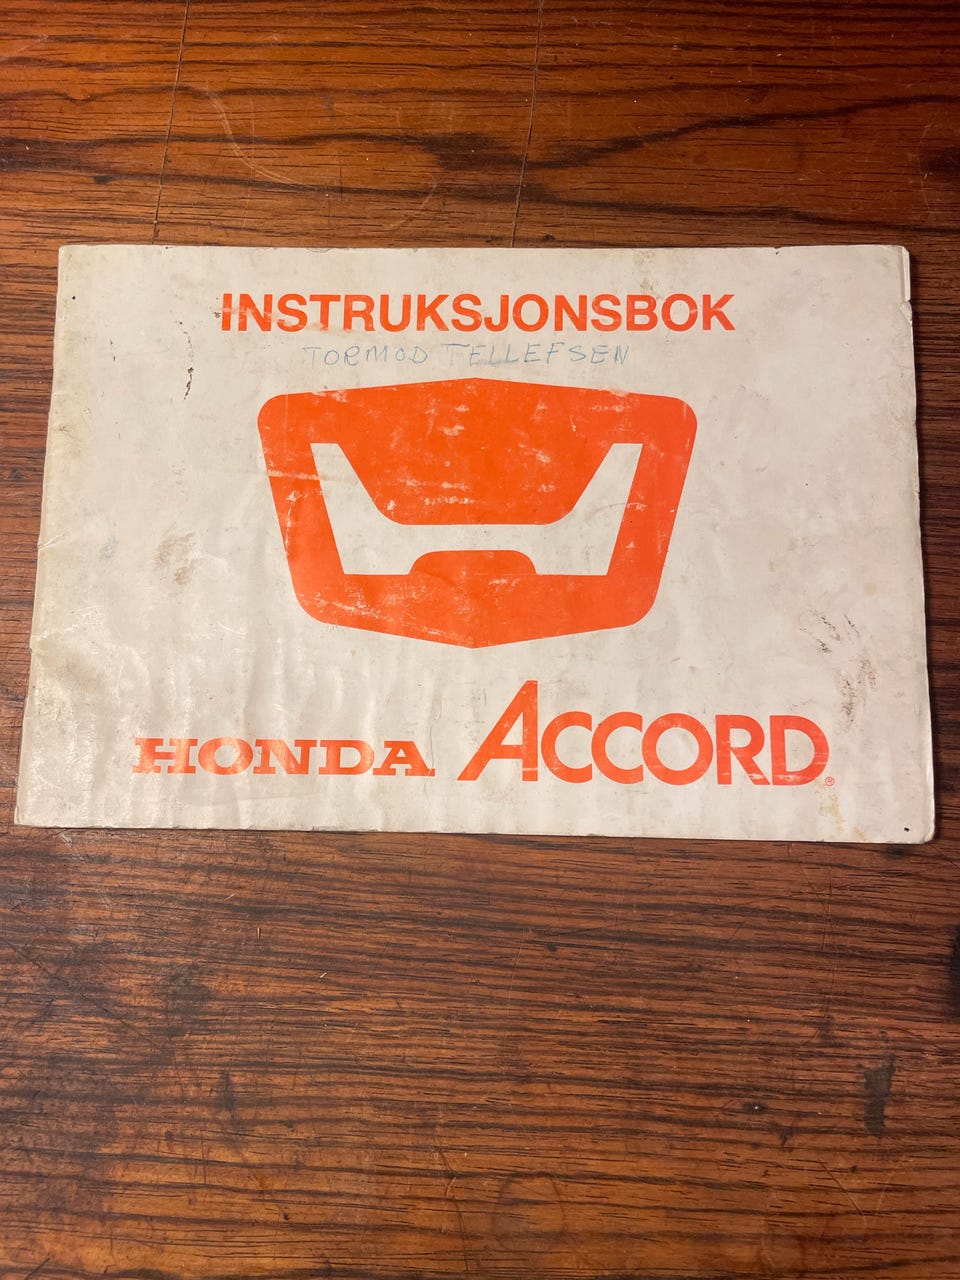 INSTRUKSJONSBOK
TORMOD TELLEFSEN
HONDA ACCORD®